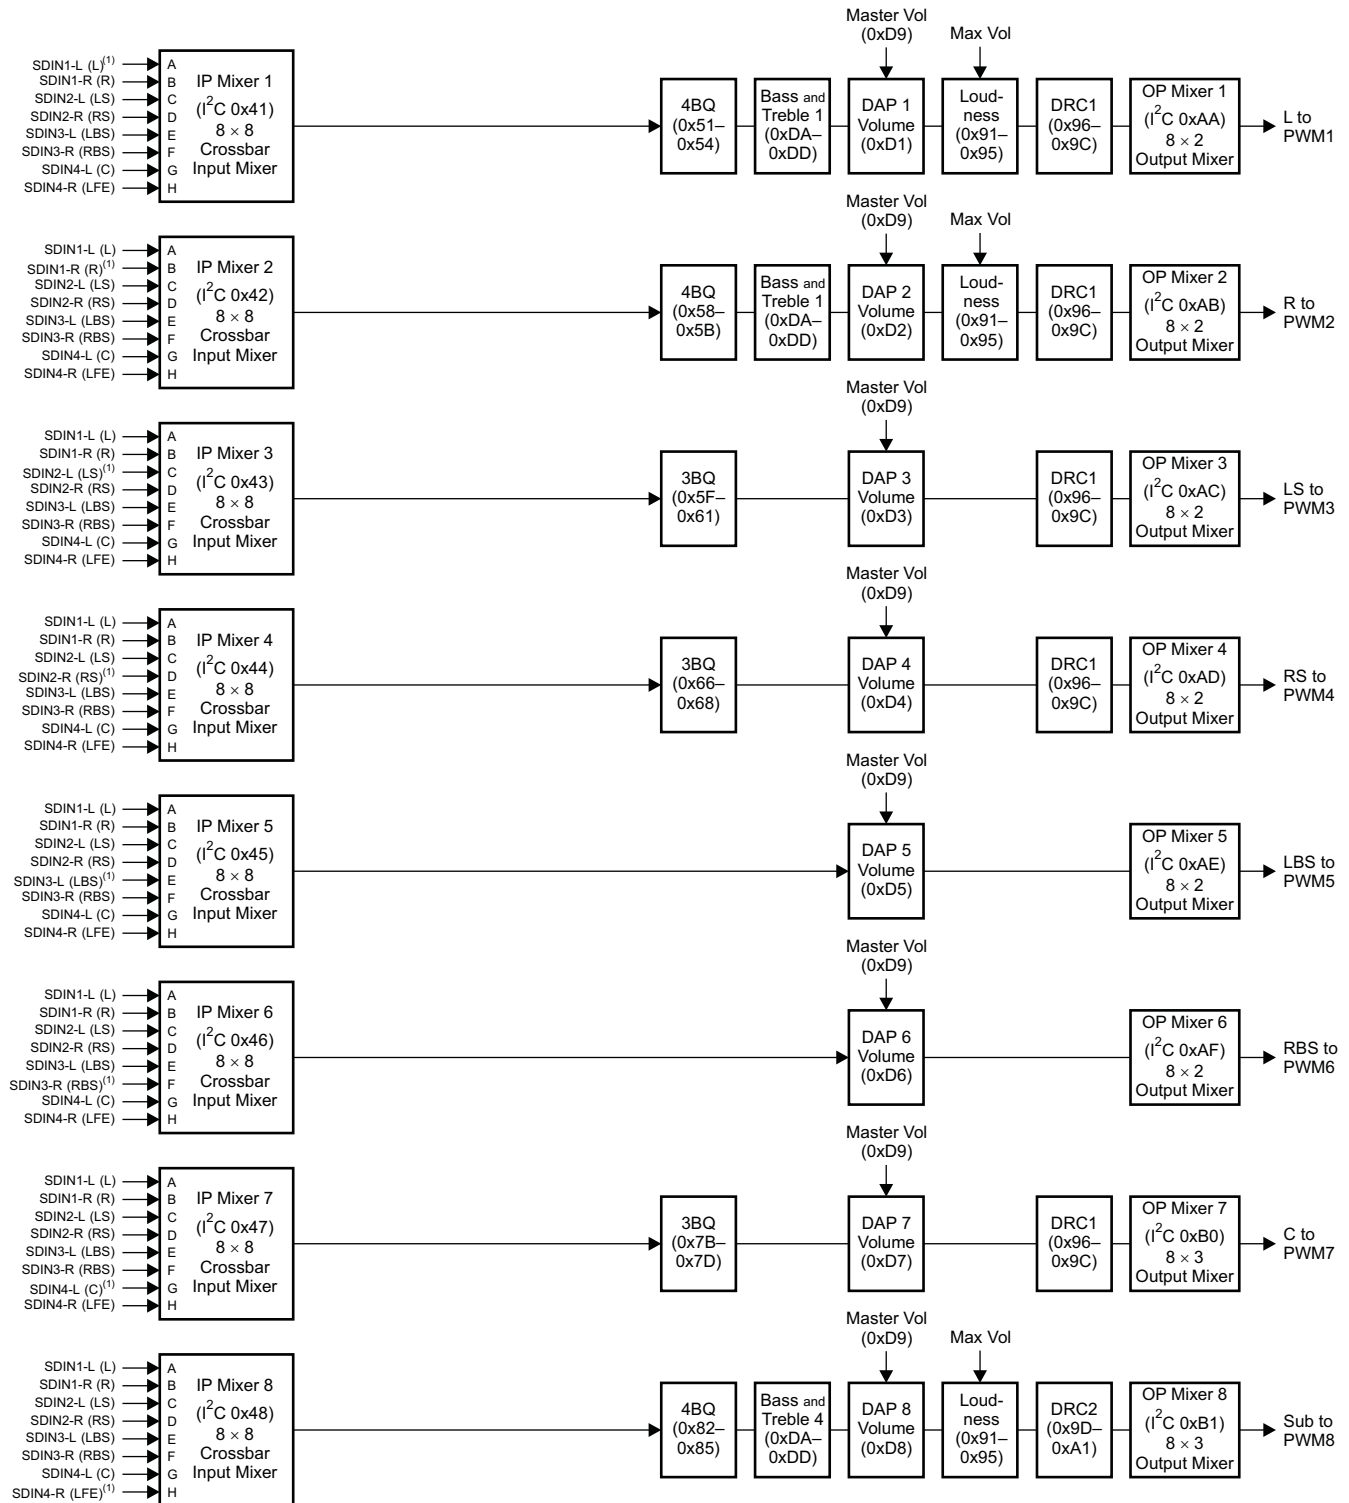 SDIN1-L (L)(1)
SDIN1-R (R)
SDIN2-L (LS)
SDIN2-R (RS)
SDIN3-L (LBS)
SDIN3-R (RBS)
SDIN4-L (C)
SDIN4-R (LFE)
A
B
C
D
E
F
G
H
IP Mixer 1
(I2C 0x41)
8 × 8
Crossbar
Input Mixer
4BQ
(0x51–
0x54)
Bass and
Treble 1
(0xDA–
0xDD)
Master Vol
(0xD9)
DAP 1
Volume
(0xD1)
Max Vol
Loud-
ness
(0x91–
0x95)
DRC1
(0x96–
0x9C)
OP Mixer 1
(I2C 0xAA)
8 × 2
Output Mixer
L to
PWM1
SDIN1-L (L)
SDIN1-R (R)(1)
SDIN2-L (LS)
SDIN2-R (RS)
SDIN3-L (LBS)
SDIN3-R (RBS)
SDIN4-L (C)
SDIN4-R (LFE)
A
B
C
D
E
F
G
H
IP Mixer 2
(I2C 0x42)
8 × 8
Crossbar
Input Mixer
4BQ
(0x58–
0x5B)
Bass and
Treble 1
(0xDA–
0xDD)
Master Vol
(0xD9)
DAP 2
Volume
(0xD2)
Max Vol
Loud-
ness
(0x91–
0x95)
DRC1
(0x96–
0x9C)
OP Mixer 2
(I2C 0xAB)
8 × 2
Output Mixer
R to
PWM2
SDIN1-L (L)
SDIN1-R (R)
SDIN2-L (LS)(1)
SDIN2-R (RS)
SDIN3-L (LBS)
SDIN3-R (RBS)
SDIN4-L (C)
SDIN4-R (LFE)
A
B
C
D
E
F
G
H
IP Mixer 3
(I2C 0x43)
8 × 8
Crossbar
Input Mixer
3BQ
(0x5F–
0x61)
Master Vol
(0xD9)
DAP 3
Volume
(0xD3)
DRC1
(0x96–
0x9C)
OP Mixer 3
(I2C 0xAC)
8 × 2
Output Mixer
LS to
PWM3
SDIN1-L (L)
SDIN1-R (R)
SDIN2-L (LS)
SDIN2-R (RS)(1)
SDIN3-L (LBS)
SDIN3-R (RBS)
SDIN4-L (C)
SDIN4-R (LFE)
A
B
C
D
E
F
G
H
IP Mixer 4
(I2C 0x44)
8 × 8
Crossbar
Input Mixer
3BQ
(0x66–
0x68)
Master Vol
(0xD9)
DAP 4
Volume
(0xD4)
DRC1
(0x96–
0x9C)
OP Mixer 4
(I2C 0xAD)
8 × 2
Output Mixer
RS to
PWM4
SDIN1-L (L)
SDIN1-R (R)
SDIN2-L (LS)
SDIN2-R (RS)
SDIN3-L (LBS)(1)
SDIN3-R (RBS)
SDIN4-L (C)
SDIN4-R (LFE)
A
B
C
D
E
F
G
H
IP Mixer 5
(I2C 0x45)
8 × 8
Crossbar
Input Mixer
Master Vol
(0xD9)
DAP 5
Volume
(0xD5)
OP Mixer 5
(I2C 0xAE)
8 × 2
Output Mixer
LBS to
PWM5
SDIN1-L (L)
SDIN1-R (R)
SDIN2-L (LS)
SDIN2-R (RS)
SDIN3-L (LBS)
SDIN3-R (RBS)(1)
SDIN4-L (C)
SDIN4-R (LFE)
A
B
C
D
E
F
G
H
IP Mixer 6
(I2C 0x46)
8 × 8
Crossbar
Input Mixer
Master Vol
(0xD9)
DAP 6
Volume
(0xD6)
OP Mixer 6
(I2C 0xAF)
8 × 2
Output Mixer
RBS to
PWM6
SDIN1-L (L)
SDIN1-R (R)
SDIN2-L (LS)
SDIN2-R (RS)
SDIN3-L (LBS)
SDIN3-R (RBS)
SDIN4-L (C)(1)
SDIN4-R (LFE)
A
B
C
D
E
F
G
H
IP Mixer 7
(I2C 0x47)
8 × 8
Crossbar
Input Mixer
3BQ
(0x7B–
0x7D)
Master Vol
(0xD9)
DAP 7
Volume
(0xD7)
DRC1
(0x96–
0x9C)
OP Mixer 7
(I2C 0xB0)
8 × 3
Output Mixer
C to
PWM7
SDIN1-L (L)
SDIN1-R (R)
SDIN2-L (LS)
SDIN2-R (RS)
SDIN3-L (LBS)
SDIN3-R (RBS)
SDIN4-L (C)
SDIN4-R (LFE)(1)
A
B
C
D
E
F
G
H
IP Mixer 8
(I2C 0x48)
8 × 8
Crossbar
Input Mixer
4BQ
(0x82–
0x85)
Bass and
Treble 4
(0xDA–
0xDD)
Master Vol
(0xD9)
DAP 8
Volume
(0xD8)
Max Vol
Loud-
ness
(0x91–
0x95)
DRC2
(0x9D–
0xA1)
OP Mixer 8
(I2C 0xB1)
8 × 3
Output Mixer
Sub to
PWM8